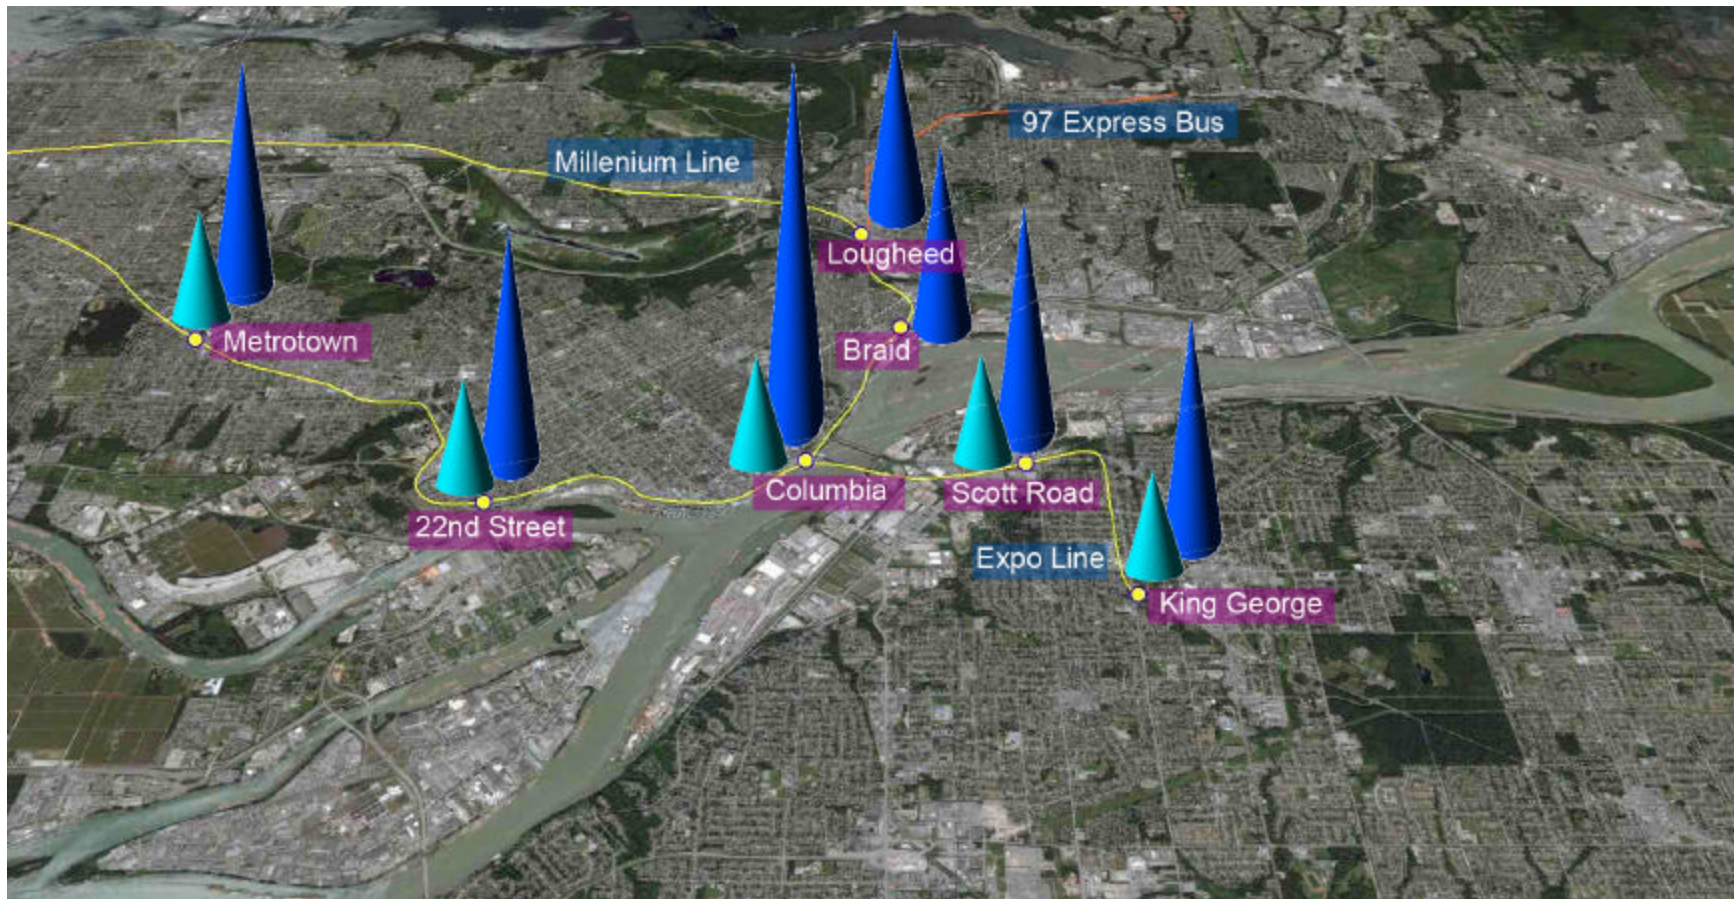 97 Express Bus
Millenium Line
Lougheed
Metrotown
Braid
Columbia
Scott Road
22nd Street
Expo Line
King George